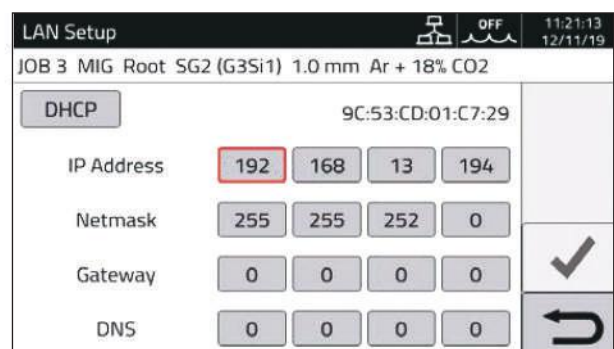 LAN Setup
OFF
11:21:13
12/11/19
JOB 3 MIG Root SG2 (G3Si1) 1.0 mm Ar + 18% CO2
DHCP
9C:53:CD:01:C7:29
IP Address 192 168 13 194
Netmask 255 255 252 0
Gateway 0 0 0 0
DNS 0 0 0 0